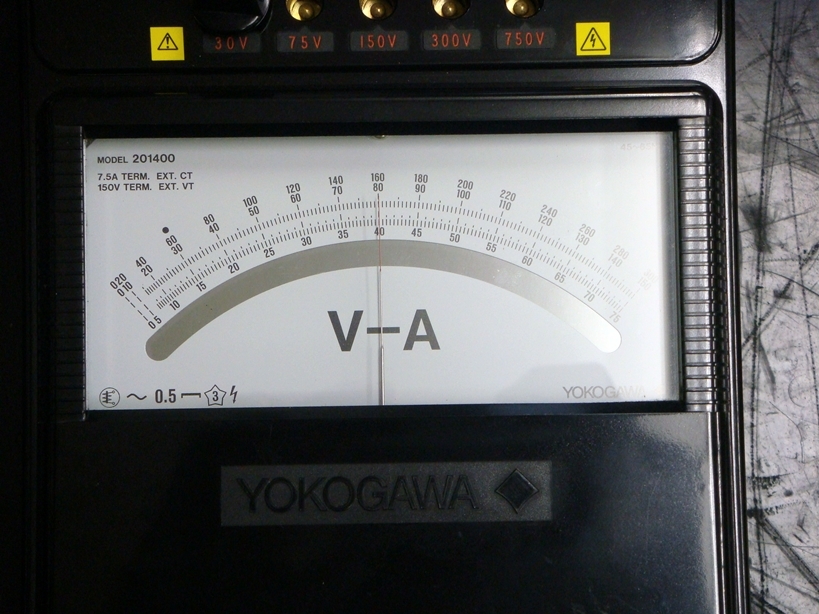 30V 75V 150V 300V 750V
MODEL 201400
7.5A TERM. EXT. CT
150V TERM. EXT. VT
0 20 40 60 80 100 120 140 160 180 200 220 240 260 280
0 10 20 30 40 50 60 70 80 90 100 110 120 130 140
0 5 10 15 20 25 30 35 40 45 50 55 60 65 70 75
V-A
~ 0.5 3
YOKOGAWA
YOKOGAWA